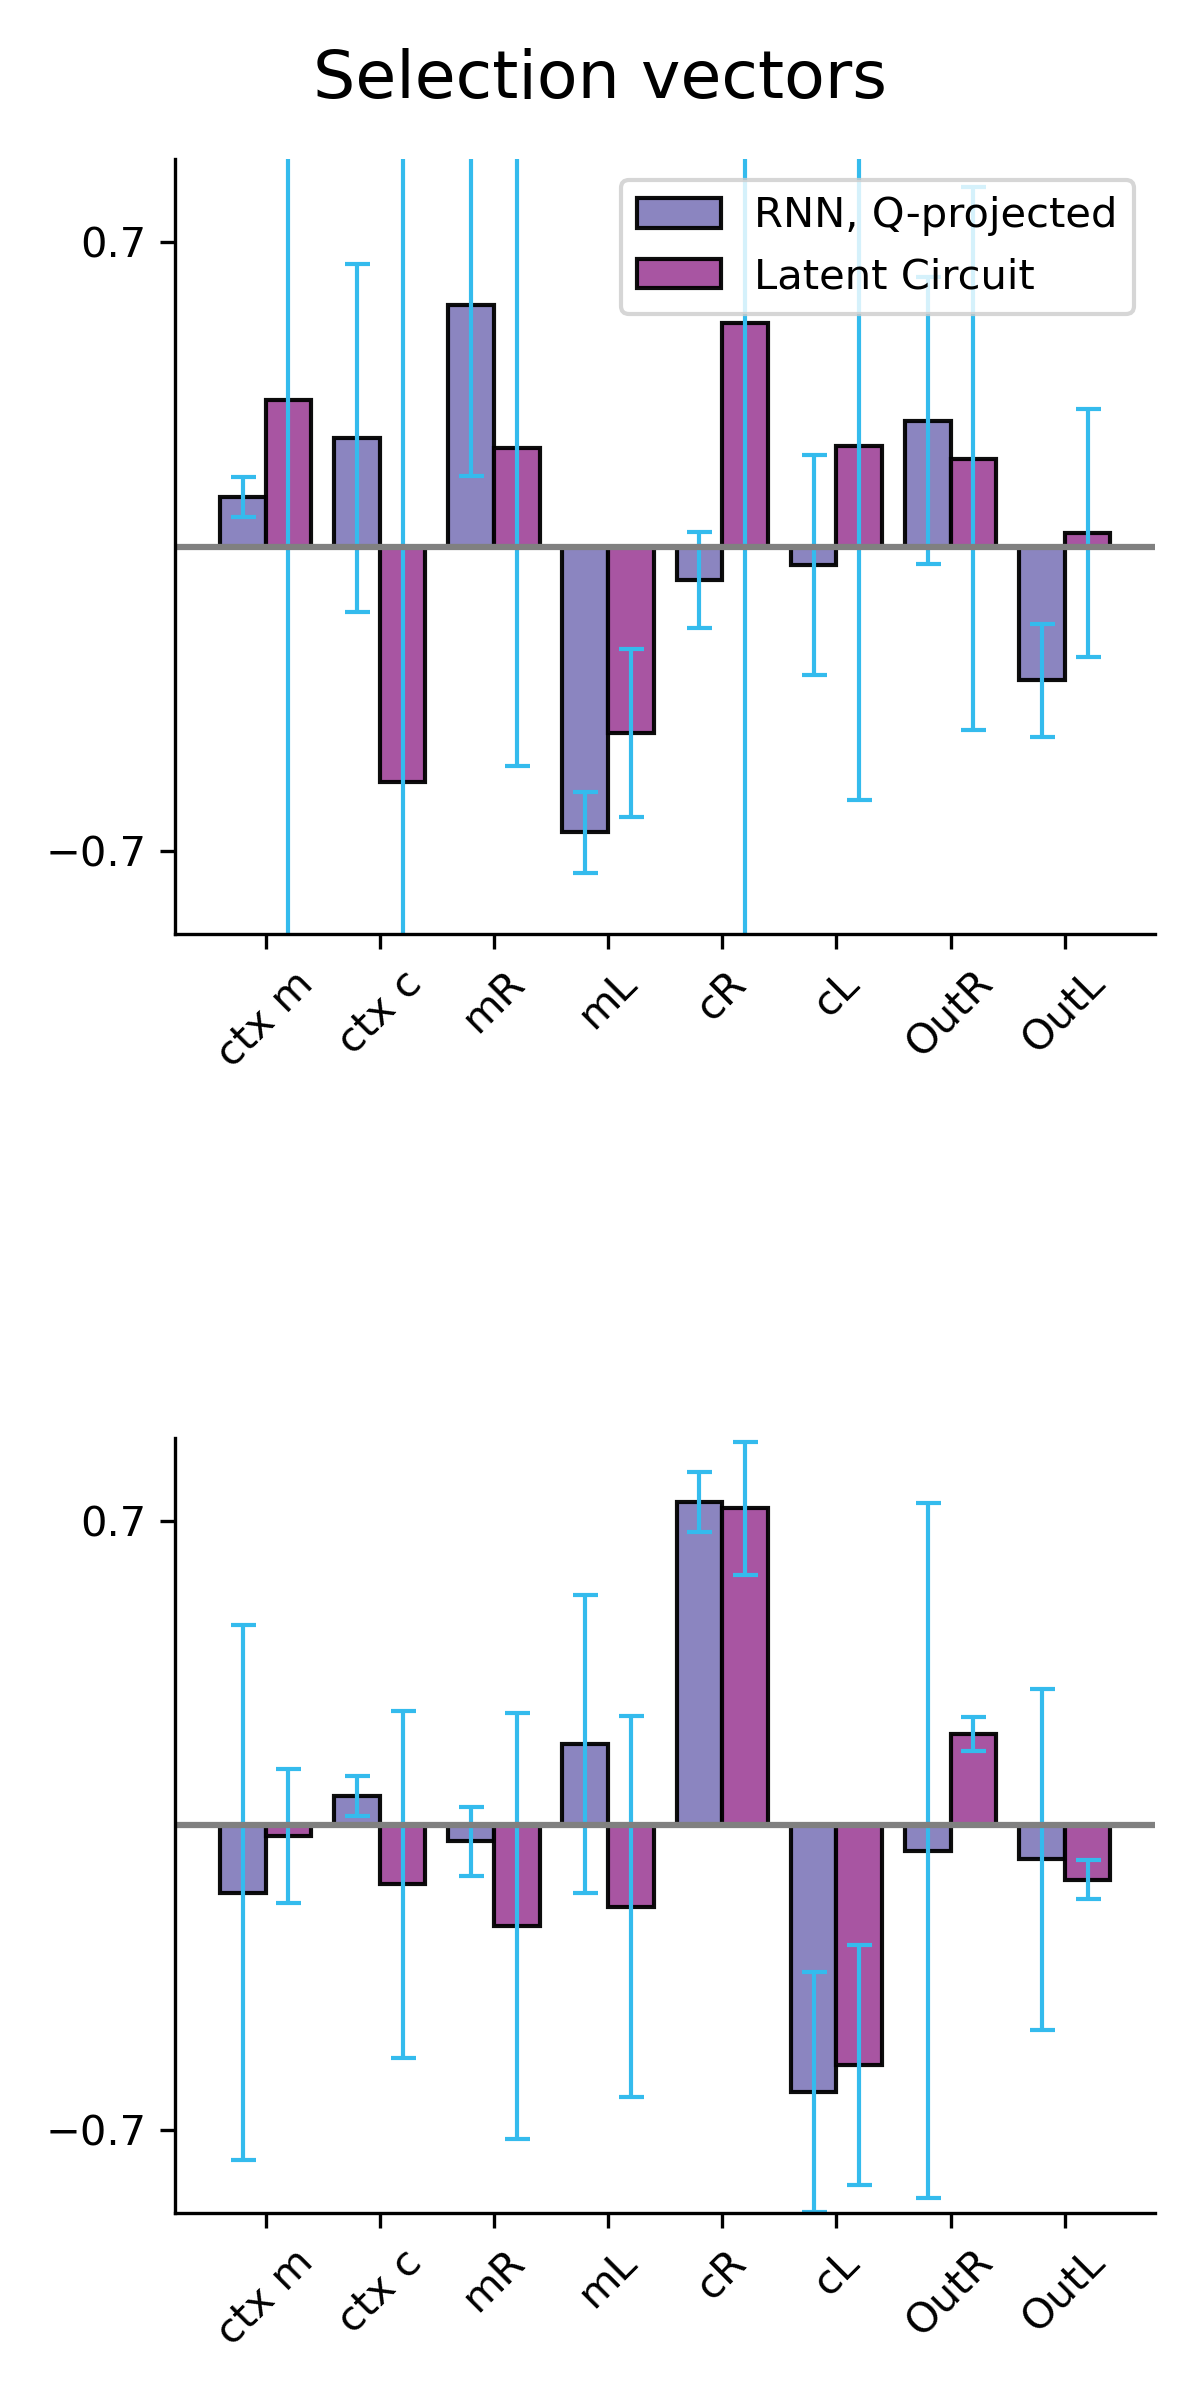 Selection vectors
0.7
RNN, Q-projected
Latent Circuit
−0.7
ctx m
ctx c
mR
mL
cR
cL
OutR
OutL
0.7
−0.7
ctx m
ctx c
mR
mL
cR
cL
OutR
OutL